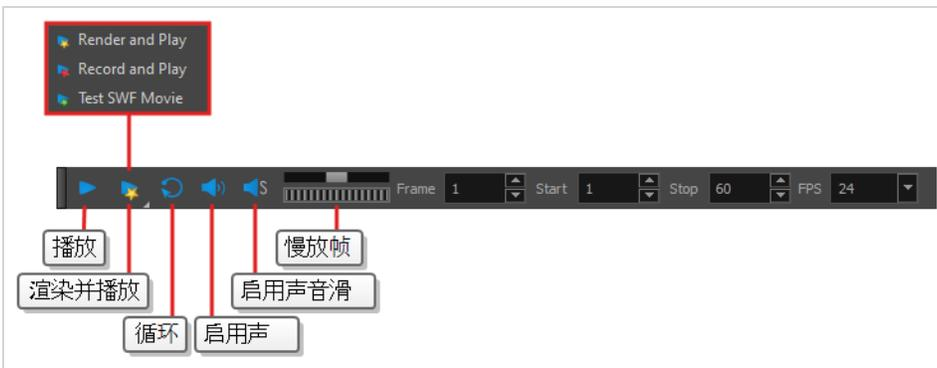 Render and Play
Record and Play
Test SWF Movie
S
Frame 1 Start 1 Stop 60 FPS 24
播放
慢放帧
渲染并播放
启用声音滑
循环
启用声